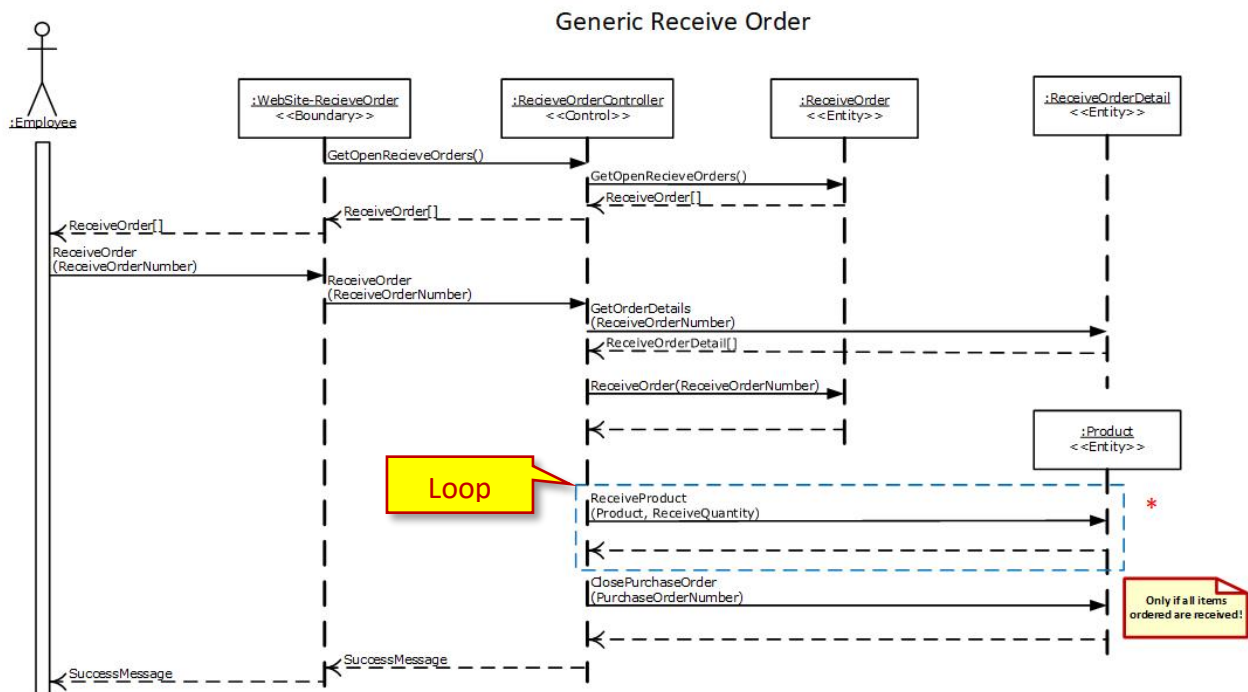 Generic Receive Order
:Employee
:WebSite-RecieveOrder
<<Boundary>>
:RecieveOrderController
<<Control>>
:ReceiveOrder
<<Entity>>
:ReceiveOrderDetail
<<Entity>>
GetOpenRecieveOrders()
GetOpenRecieveOrders()
ReceiveOrder[]
ReceiveOrder[]
ReceiveOrder[]
ReceiveOrder
(ReceiveOrderNumber)
ReceiveOrder
(ReceiveOrderNumber)
GetOrderDetails
(ReceiveOrderNumber)
ReceiveOrderDetail[]
ReceiveOrder(ReceiveOrderNumber)
:Product
<<Entity>>
Loop
ReceiveProduct
(Product, ReceiveQuantity)
*
ClosePurchaseOrder
(PurchaseOrderNumber)
Only if all items
ordered are received!
SuccessMessage
SuccessMessage